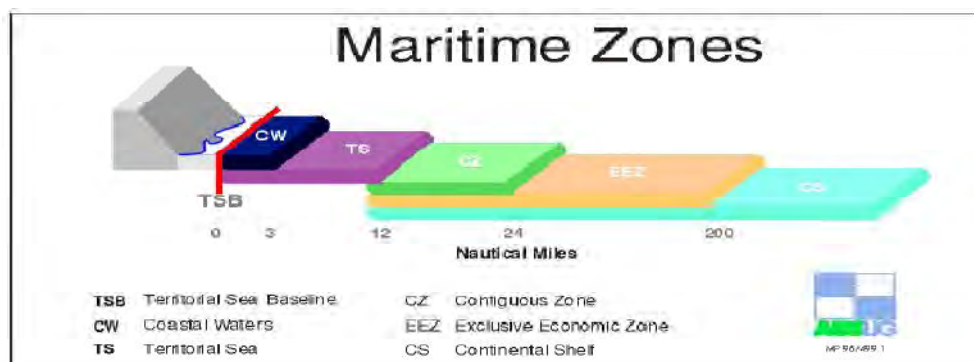 Maritime Zones
CW
TS
CZ
EEZ
CS
TSB
0 3 12 24 200
Nautical Miles
TSB Territorial Sea Baseline CZ Contiguous Zone
CW Coastal Waters EEZ Exclusive Economic Zone
TS Territorial Sea CS Continental Shelf